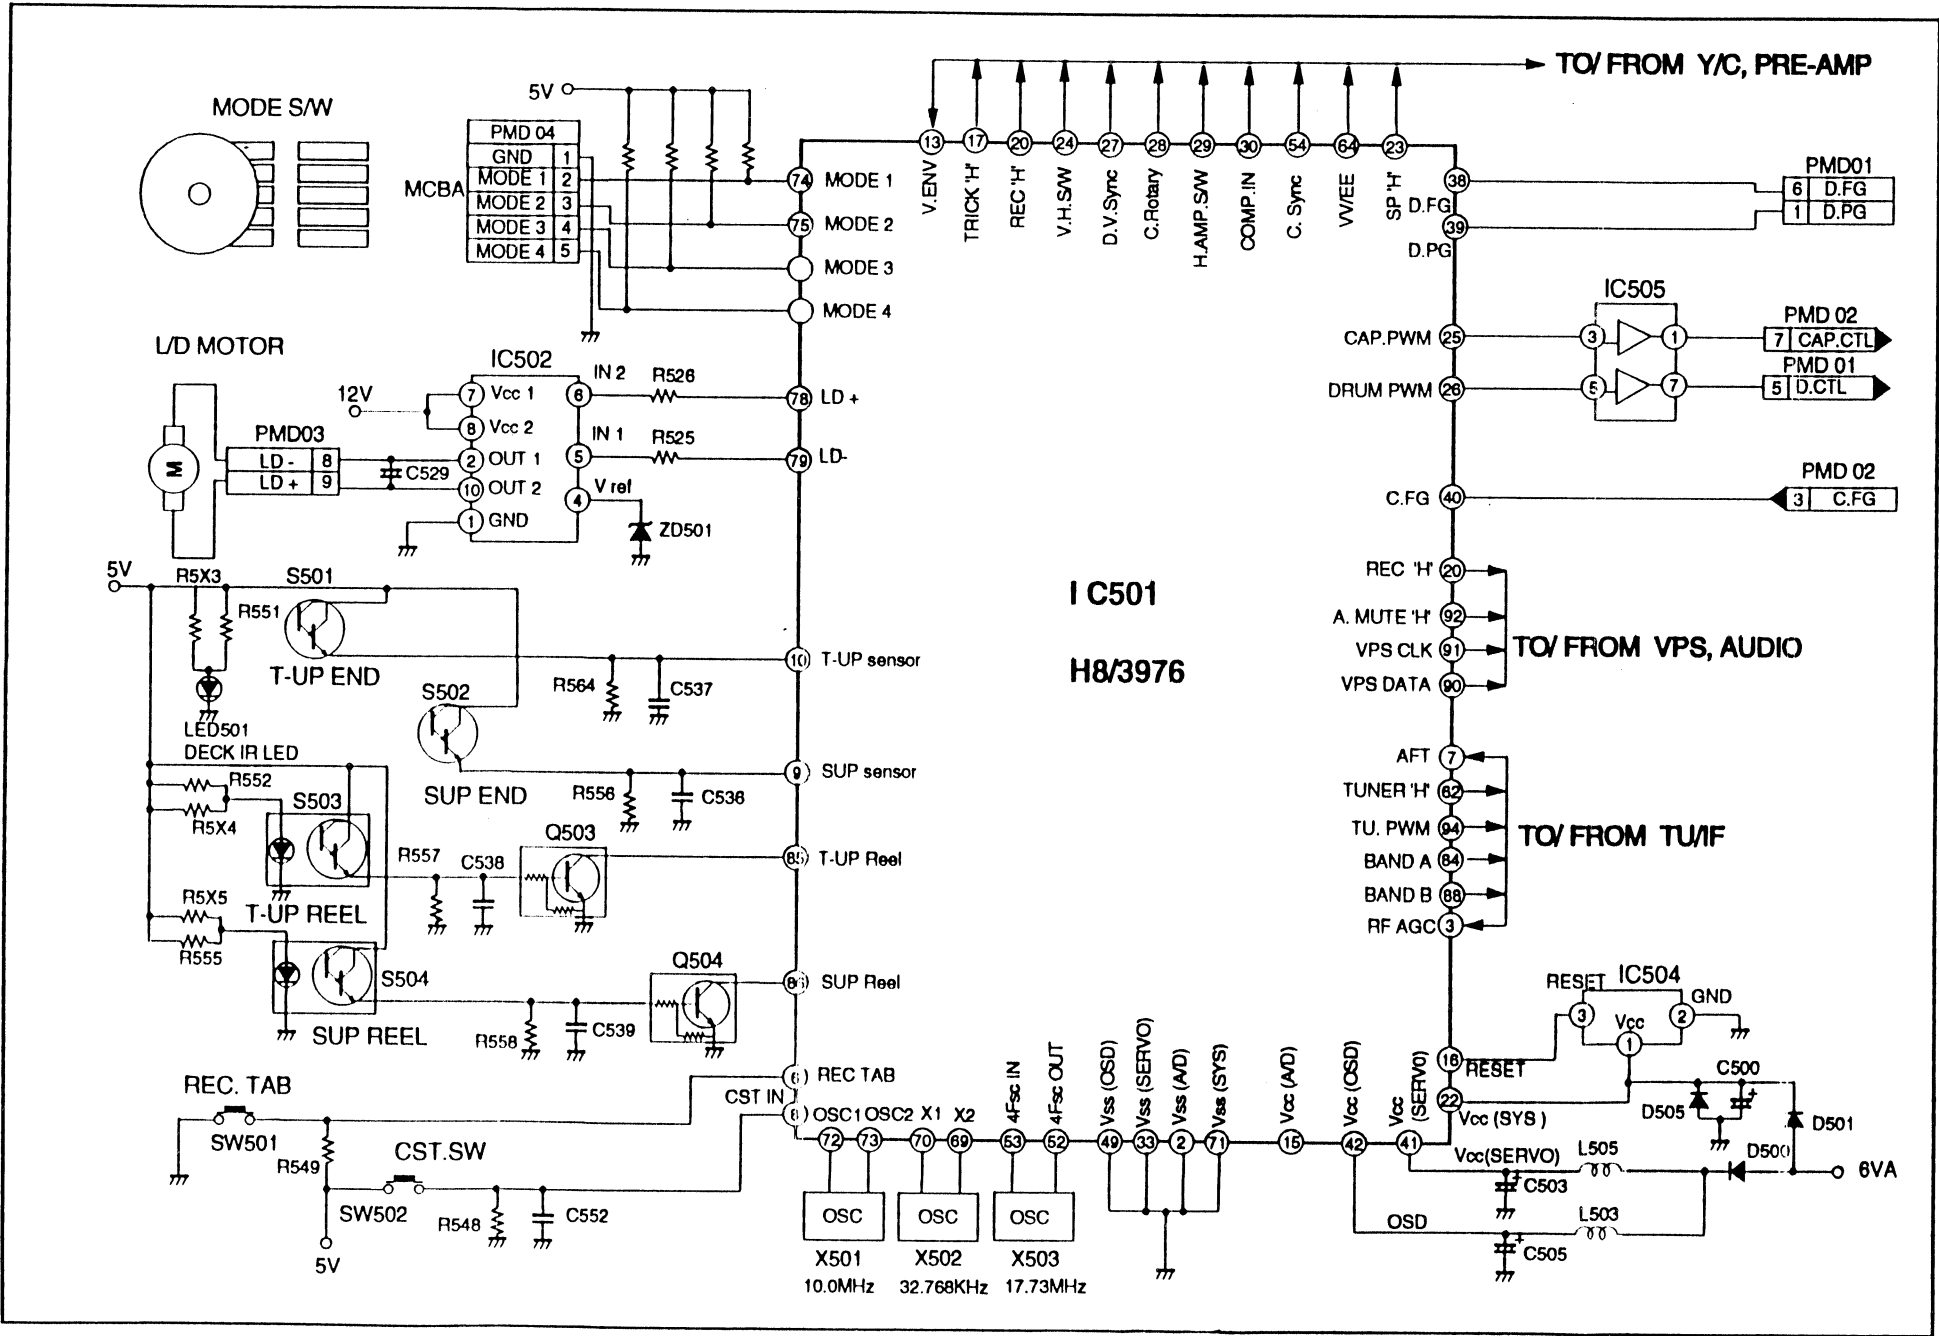 TO/ FROM Y/C, PRE-AMP
MODE S/W
5V
PMD 04
GND 1
MODE 1 2
MODE 2 3
MODE 3 4
MODE 4 5
MCBA
74 MODE 1
75 MODE 2
MODE 3
MODE 4
13 17 20 24 27 28 29 30 54 64 23
V.ENV
TRICK 'H'
REC 'H'
V.H.S/W
D.V.Sync
C.Rotary
H.AMP.S/W
COMP.IN
C. Sync
VV/EE
SP 'H'
38
D.FG
39
D.PG
PMD01
6 D.FG
1 D.PG
IC505
CAP.PWM 25
3 1
PMD 02
7 CAP.CTL
DRUM PWM 26
5 7
PMD 01
5 D.CTL
PMD 02
C.FG 40
3 C.FG
L/D MOTOR
M
PMD03
LD - 8
LD + 9
C529
12V
IC502
7 Vcc 1
8 Vcc 2
2 OUT 1
10 OUT 2
1 GND
6 IN 2
R526
78 LD +
5 IN 1
R525
79 LD-
4 V ref
ZD501
I C501
H8/3976
REC 'H' 20
A. MUTE 'H' 92
VPS CLK 91
VPS DATA 90
TO/ FROM VPS, AUDIO
AFT 7
TUNER 'H' 62
TU. PWM 94
BAND A 84
BAND B 88
RF AGC 3
TO/ FROM TU/IF
5V
R5X3
R551
S501
T-UP END
LED501
DECK IR LED
R564
C537
10 T-UP sensor
S502
SUP END
R556
C536
9 SUP sensor
R552
R5X4
S503
T-UP REEL
R557
C538
Q503
85 T-UP Reel
R5X5
R555
S504
SUP REEL
R558
C539
Q504
86 SUP Reel
REC. TAB
SW501
6 REC TAB
CST IN
8
R549
CST.SW
SW502
R548
C552
5V
OSC1 OSC2 X1 X2
4Fsc IN
4Fsc OUT
Vss (OSD)
Vss (SERVO)
Vss (A/D)
Vss (SYS)
Vcc (A/D)
Vcc (OSD)
Vcc (SERVO)
72 73 70 69 53 52 49 33 2 71 15 42 41
OSC OSC OSC
X501 X502 X503
10.0MHz 32.768KHz 17.73MHz
IC504
RESET
GND
3 Vcc 2
1
16
RESET
22
Vcc (SYS )
D505
C500
D501
Vcc(SERVO)
L505
C503
D500
6VA
OSD
L503
C505